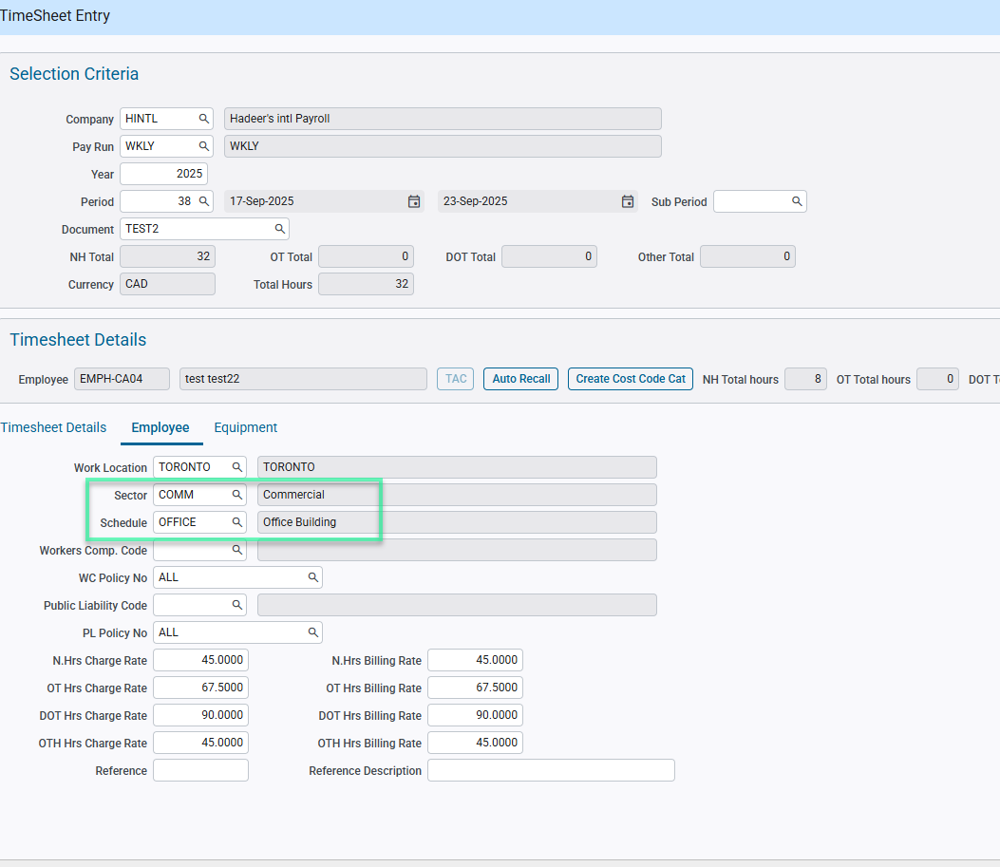 TimeSheet Entry
Selection Criteria
Company HINTL Hadeer's intl Payroll
Pay Run WKLY WKLY
Year 2025
Period 38 17-Sep-2025 23-Sep-2025 Sub Period
Document TEST2
NH Total 32 OT Total 0 DOT Total 0 Other Total 0
Currency CAD Total Hours 32
Timesheet Details
Employee EMPH-CA04 test test22 TAC Auto Recall Create Cost Code Cat NH Total hours 8 OT Total hours 0 DOT T
Timesheet Details Employee Equipment
Work Location TORONTO TORONTO
Sector COMM Commercial
Schedule OFFICE Office Building
Workers Comp. Code
WC Policy No ALL
Public Liability Code
PL Policy No ALL
N.Hrs Charge Rate 45.0000 N.Hrs Billing Rate 45.0000
OT Hrs Charge Rate 67.5000 OT Hrs Billing Rate 67.5000
DOT Hrs Charge Rate 90.0000 DOT Hrs Billing Rate 90.0000
OTH Hrs Charge Rate 45.0000 OTH Hrs Billing Rate 45.0000
Reference Reference Description